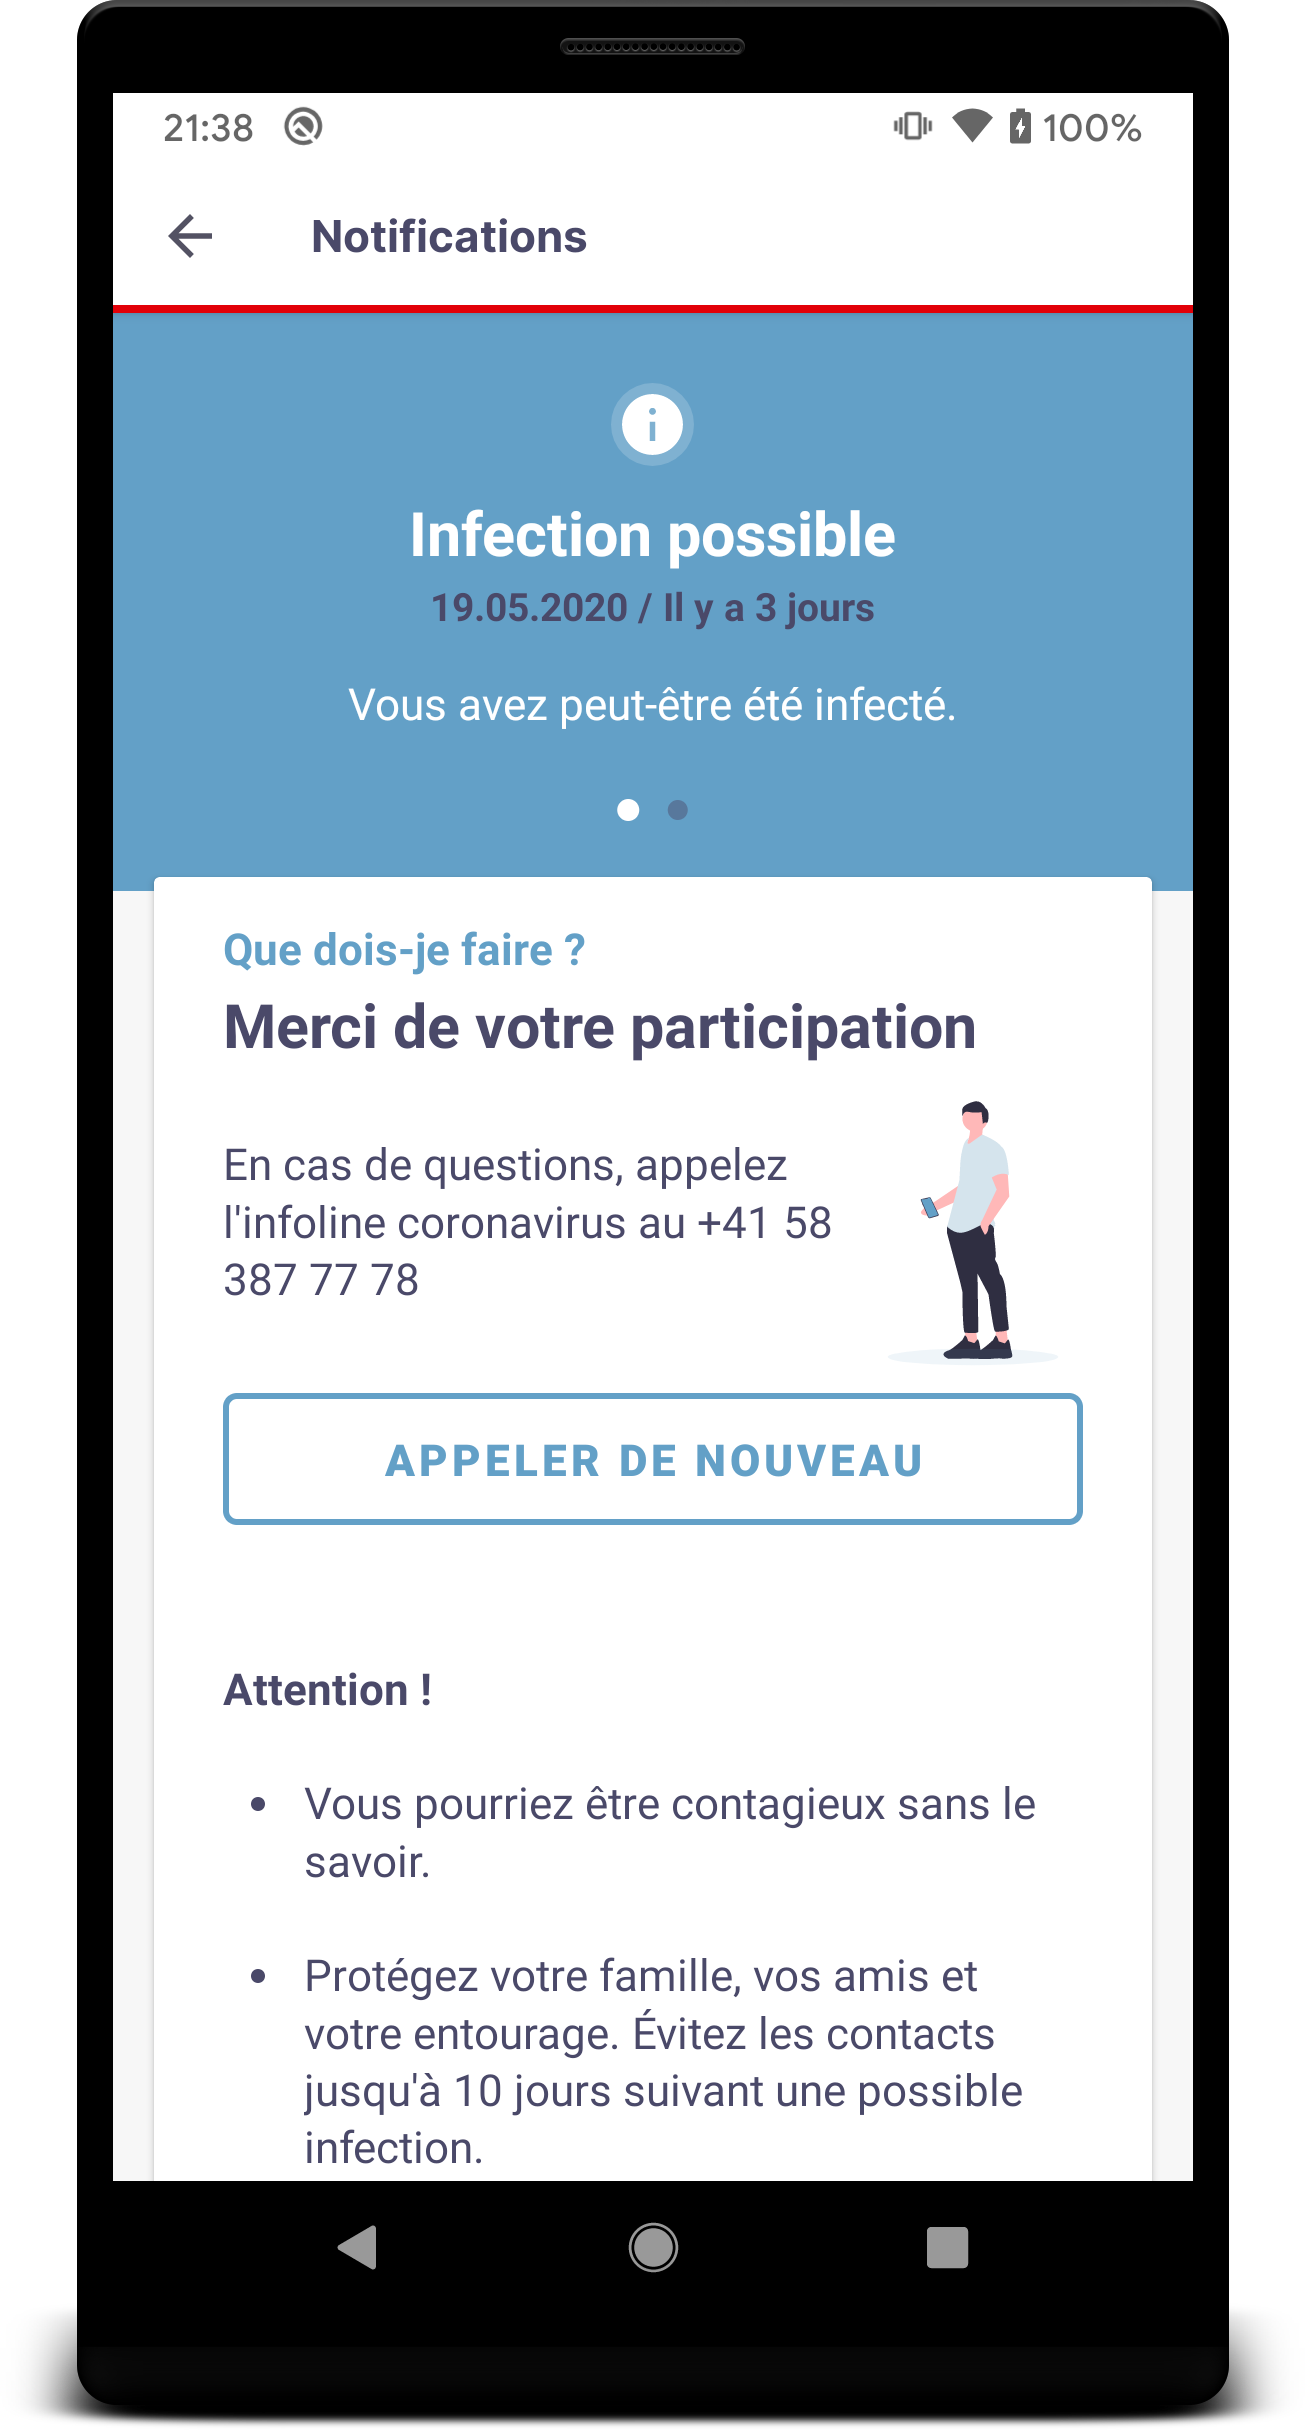 21:38
100%
Notifications
Infection possible
19.05.2020 / Il y a 3 jours
Vous avez peut-être été infecté.
Que dois-je faire ?
Merci de votre participation
En cas de questions, appelez
l'infoline coronavirus au +41 58
387 77 78
APPELER DE NOUVEAU
Attention !
• Vous pourriez être contagieux sans le
savoir.
• Protégez votre famille, vos amis et
votre entourage. Évitez les contacts
jusqu'à 10 jours suivant une possible
infection.